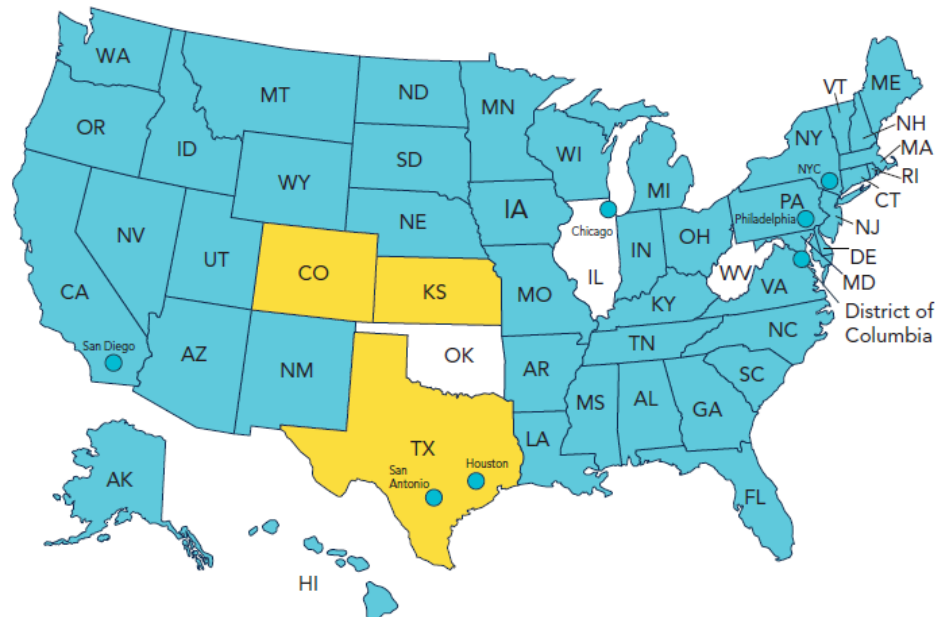 WA
MT
ND
MN
VT
ME
OR
NH
ID
SD
WI
NY
MA
WY
MI
NYC
RI
IA
PA
CT
NE
Philadelphia
NJ
NV
Chicago
OH
UT
IN
DE
CO
IL
WV
MD
CA
KS
MO
VA
KY
District of
Columbia
NC
San Diego
TN
AZ
NM
OK
AR
SC
MS
AL
GA
LA
TX
Houston
San
Antonio
AK
FL
HI